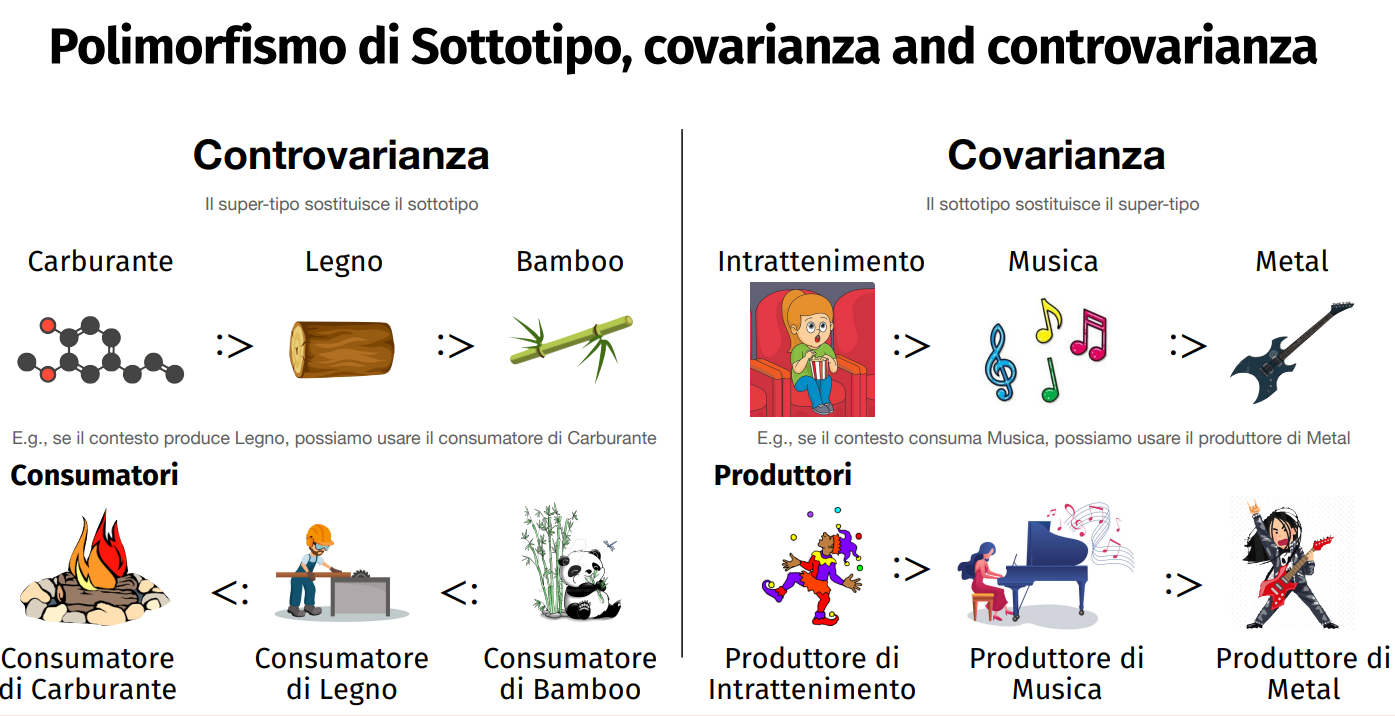 Polimorfismo di Sottotipo, covarianza and controvarianza
Controvarianza
Il super-tipo sostituisce il sottotipo
Carburante
Legno
Bamboo
:>
:>
E.g., se il contesto produce Legno, possiamo usare il consumatore di Carburante
Consumatori
<:
<:
Consumatore
di Carburante
Consumatore
di Legno
Consumatore
di Bamboo
Covarianza
Il sottotipo sostituisce il super-tipo
Intrattenimento
Musica
Metal
:>
:>
E.g., se il contesto consuma Musica, possiamo usare il produttore di Metal
Produttori
:>
:>
Produttore di
Intrattenimento
Produttore di
Musica
Produttore di
Metal